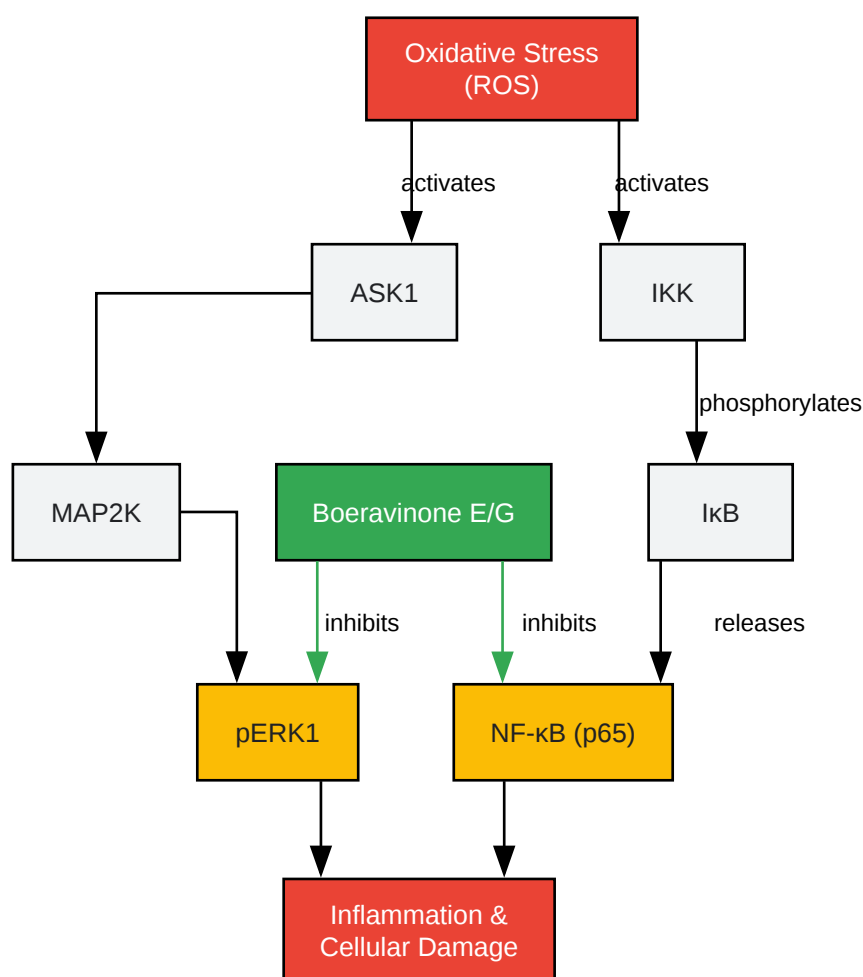 Oxidative Stress
(ROS)
activates
activates
ASK1
IKK
phosphorylates
MAP2K
Boeravinone E/G
IκB
inhibits
inhibits
releases
pERK1
NF-κB (p65)
Inflammation &
Cellular Damage